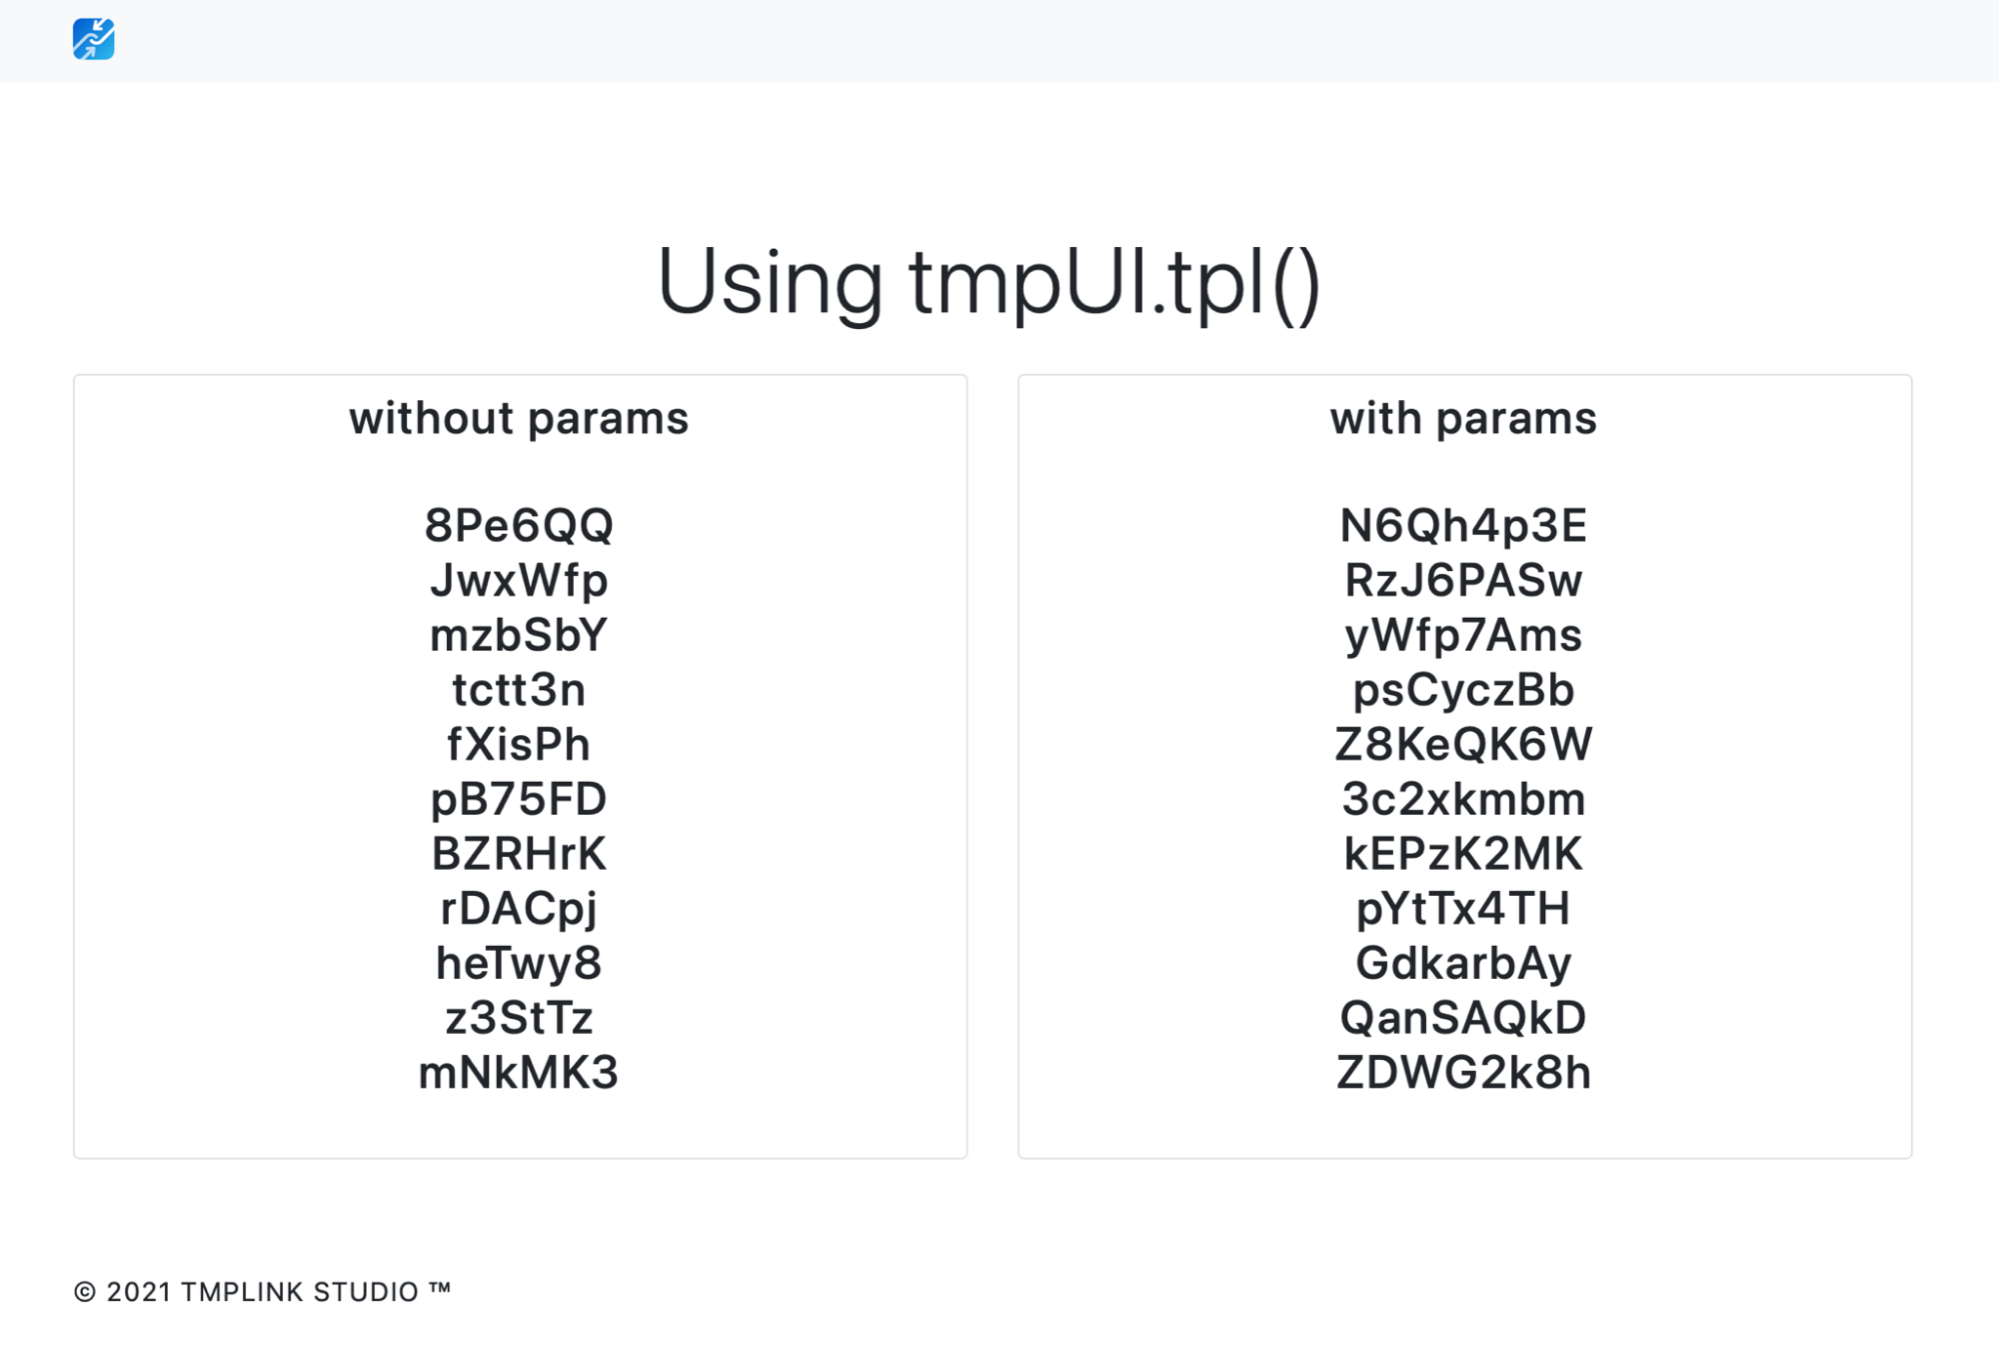 Using tmpUI.tpl()
without params
8Pe6QQ
JwxWfp
mzbSbY
tctt3n
fXisPh
pB75FD
BZRHrK
rDACpj
heTwy8
z3StTz
mNkMK3
with params
N6Qh4p3E
RzJ6PASw
yWfp7Ams
psCyczBb
Z8KeQK6W
3c2xkmbm
kEPzK2MK
pYtTx4TH
GdkarbAy
QanSAQkD
ZDWG2k8h
© 2021 TMPLINK STUDIO ™